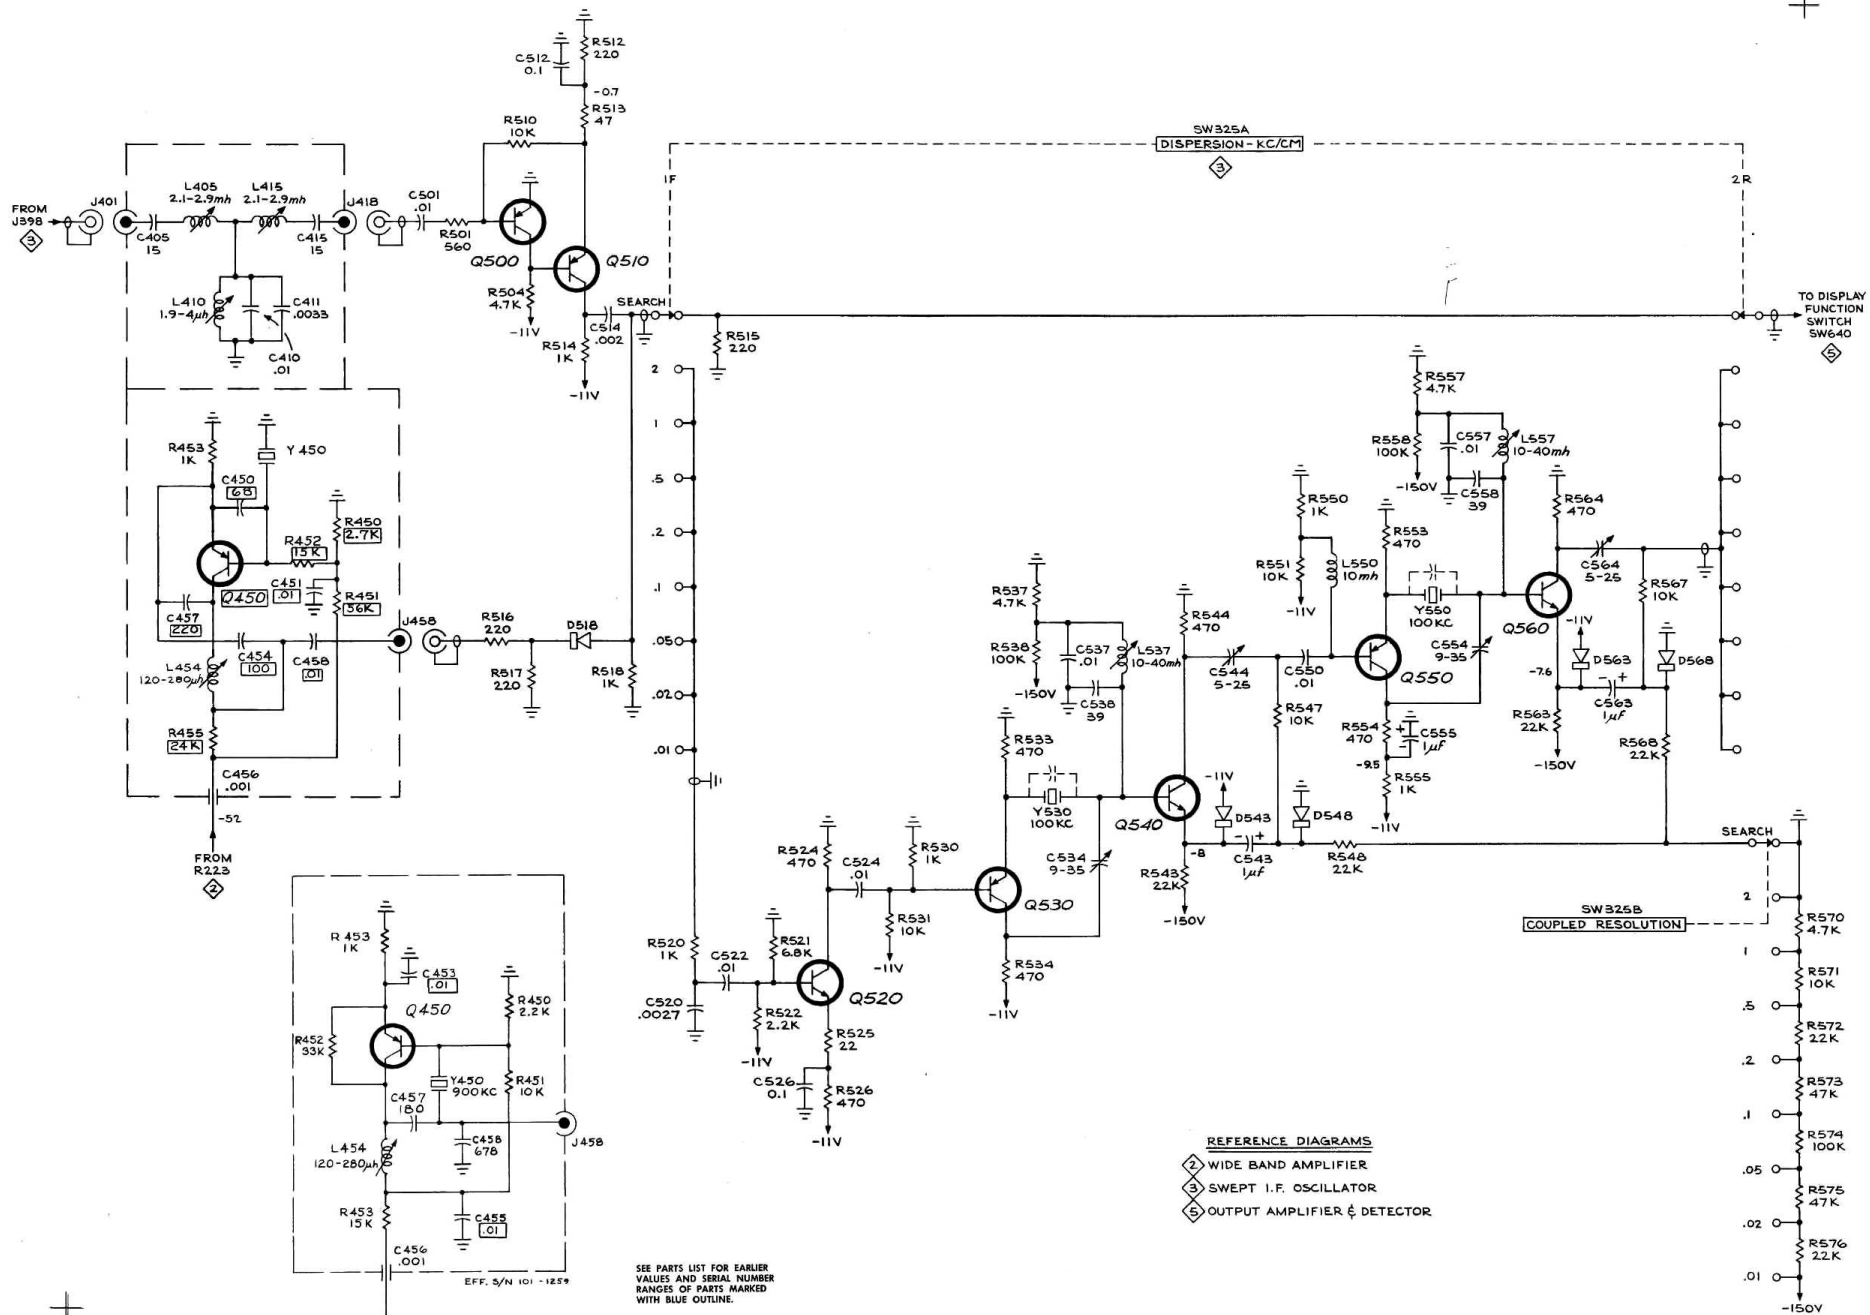 R512
220
C512
0.1
-0.7
R513
47
R510
10K
SW325A
DISPERSION-KC/CM
3
1F
2R
FROM
J398
3
J401
L405
2.1-2.9mh
L415
2.1-2.9mh
J418
C501
.01
C405
15
C415
15
R501
560
Q500
Q510
L410
1.9-4µh
C411
.0033
C410
.01
R504
4.7K
-11V
SEARCH
C514
.002
R514
1K
-11V
R515
220
TO DISPLAY
FUNCTION
SWITCH
SW640
5
2
1
.5
.2
.1
.05
.02
.01
R453
1K
Y 450
C450
68
R450
2.7K
R452
15K
C451
.01
R451
56K
Q450
C457
220
C454
100
C458
.01
J458
L454
120-280µh
R455
24K
C456
.001
-52
FROM
R223
2
R516
220
D518
R517
220
R518
1K
R557
4.7K
R558
100K
-150V
C557
.01
L557
10-40mh
C558
39
R564
470
R550
1K
R553
470
R551
10K
-11V
L550
10mh
Y550
100KC
C564
5-25
R567
10K
Q560
C554
9-35
Q550
-11V
D563
D568
-7.6
- +
C563
1µf
R563
22K
-150V
R568
22K
R554
470
+
-
C555
1µf
-9.5
R555
1K
-11V
R537
4.7K
R538
100K
-150V
C537
.01
L537
10-40mh
C538
39
R544
470
C544
5-25
C550
.01
R547
10K
R533
470
Y530
100KC
Q540
-11V
D543
D548
C534
9-35
-8
- +
C543
1µf
R543
22K
-150V
R548
22K
R524
470
C524
.01
R530
1K
R531
10K
-11V
Q530
R534
470
-11V
R520
1K
C522
.01
R521
6.8K
Q520
C520
.0027
R522
2.2K
-11V
R525
22
C526
0.1
R526
470
-11V
SEARCH
SW325B
COUPLED RESOLUTION
2
1
.5
.2
.1
.05
.02
.01
R570
4.7K
R571
10K
R572
22K
R573
47K
R574
100K
R575
47K
R576
22K
-150V
R453
1K
C453
.01
Q450
R450
2.2K
R452
33K
Y450
900KC
R451
10K
C457
180
C458
678
J458
L454
120-280µh
R453
15K
C455
.01
C456
.001
EFF. S/N 101-1259
SEE PARTS LIST FOR EARLIER
VALUES AND SERIAL NUMBER
RANGES OF PARTS MARKED
WITH BLUE OUTLINE.
REFERENCE DIAGRAMS
2 WIDE BAND AMPLIFIER
3 SWEPT I.F. OSCILLATOR
5 OUTPUT AMPLIFIER & DETECTOR